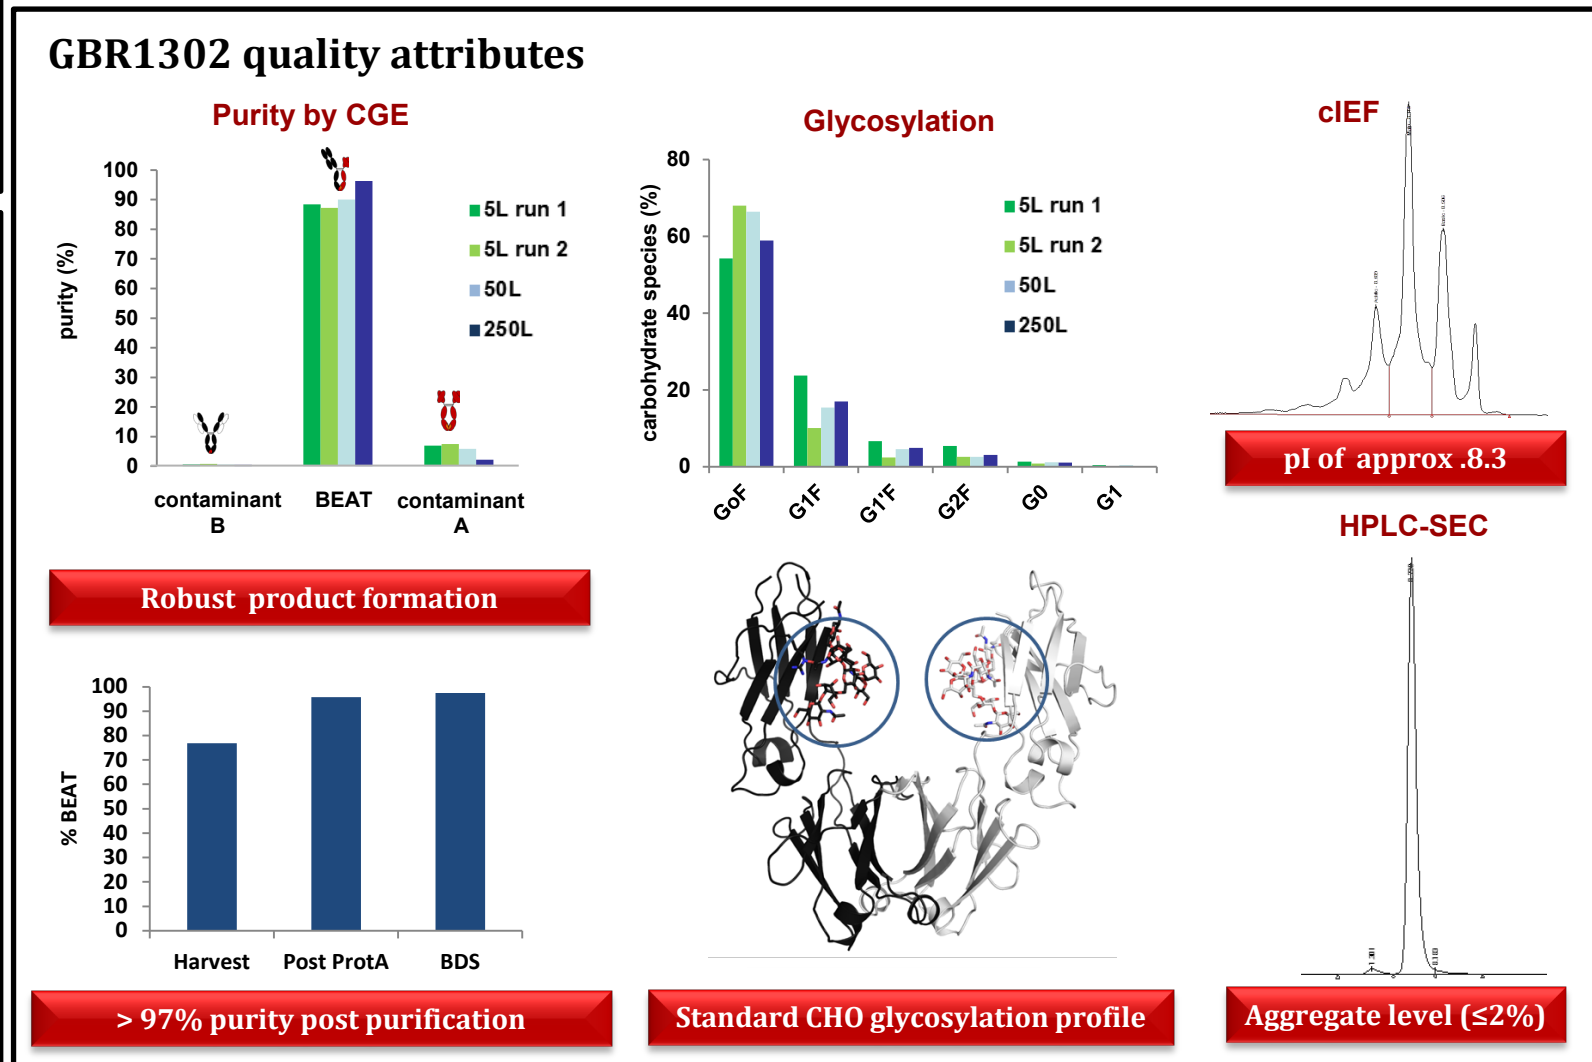 GBR1302 quality attributes
Purity by CGE
purity (%)
100
90
80
70
60
50
40
30
20
10
0
contaminant
B
BEAT
contaminant
A
5L run 1
5L run 2
50L
250L
Robust product formation
% BEAT
100
90
80
70
60
50
40
30
20
10
0
Harvest
Post ProtA
BDS
> 97% purity post purification
Glycosylation
carbohydrate species (%)
80
60
40
20
0
GoF
G1F
G1'F
G2F
G0
G1
5L run 1
5L run 2
50L
250L
Standard CHO glycosylation profile
cIEF
pI of approx .8.3
HPLC-SEC
Aggregate level (≤2%)